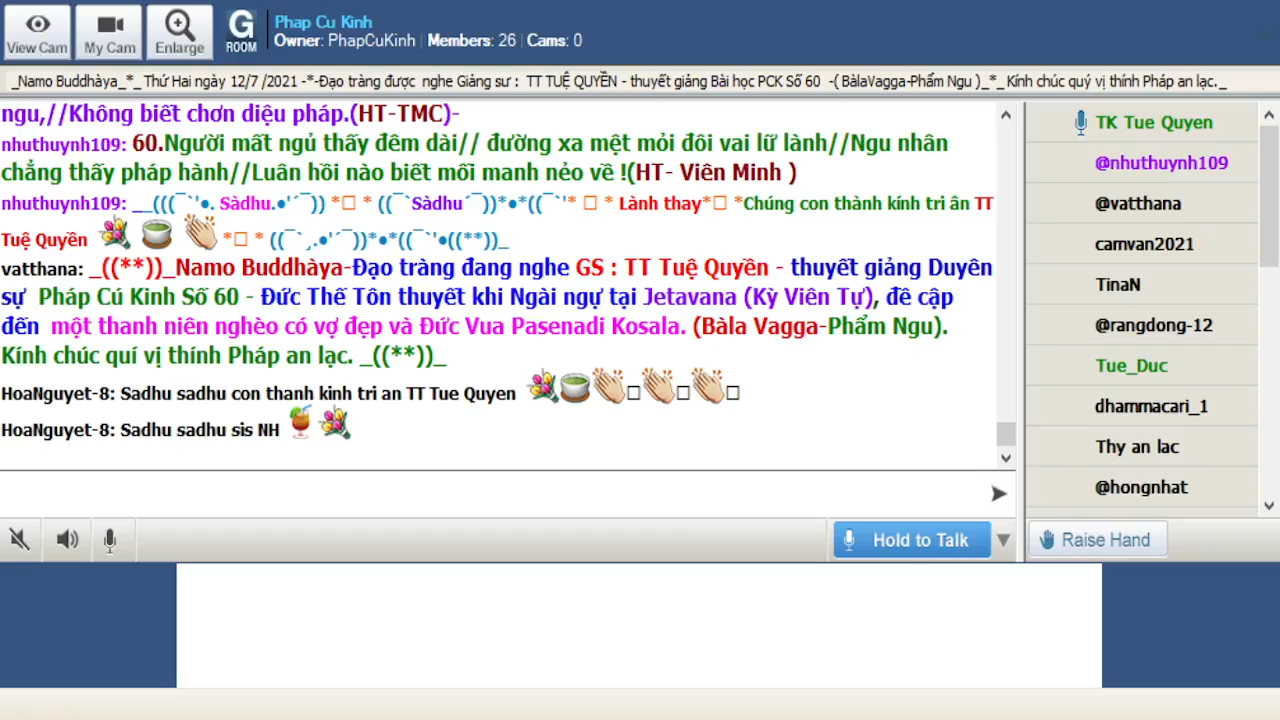 View Cam
My Cam
Enlarge
G
ROOM
Phap Cu Kinh
Owner: PhapCuKinh Members: 26 Cams: 0
_Namo Buddhàya_*_ Thứ Hai ngày 12/7 /2021 -*-Đạo tràng được nghe Giảng sư : TT TUỆ QUYỀN - thuyết giảng Bài học PCK Số 60 -( BàlaVagga-Phẩm Ngu )_*_Kính chúc quý vị thính Pháp an lạc._
ngu,//Không biết chơn diệu pháp.(HT-TMC)-
nhuthuynh109: 60.Người mất ngủ thấy đêm dài// đường xa mệt mỏi đôi vai lữ lành//Ngu nhân
chẳng thấy pháp hành//Luân hồi nào biết mối manh nẻo về !(HT- Viên Minh )
nhuthuynh109: __(((¯`'•. Sàdhu.•'´¯)) *□ * ((¯`Sàdhu´¯))*•*((¯`'* □ * Lành thay*□ *Chúng con thành kính tri ân TT
Tuệ Quyền *□ * ((¯`¸.•'´¯))*•*((¯`'•((**))_
vatthana: _((**))_Namo Buddhàya-Đạo tràng đang nghe GS : TT Tuệ Quyền - thuyết giảng Duyên
sự Pháp Cú Kinh Số 60 - Đức Thế Tôn thuyết khi Ngài ngự tại Jetavana (Kỳ Viên Tự), đề cập
đến một thanh niên nghèo có vợ đẹp và Đức Vua Pasenadi Kosala. (Bàla Vagga-Phẩm Ngu).
Kính chúc quí vị thính Pháp an lạc. _((**))_
HoaNguyet-8: Sadhu sadhu con thanh kinh tri an TT Tue Quyen
HoaNguyet-8: Sadhu sadhu sis NH
TK Tue Quyen
@nhuthuynh109
@vatthana
camvan2021
TinaN
@rangdong-12
Tue_Duc
dhammacari_1
Thy an lac
@hongnhat
Hold to Talk
Raise Hand